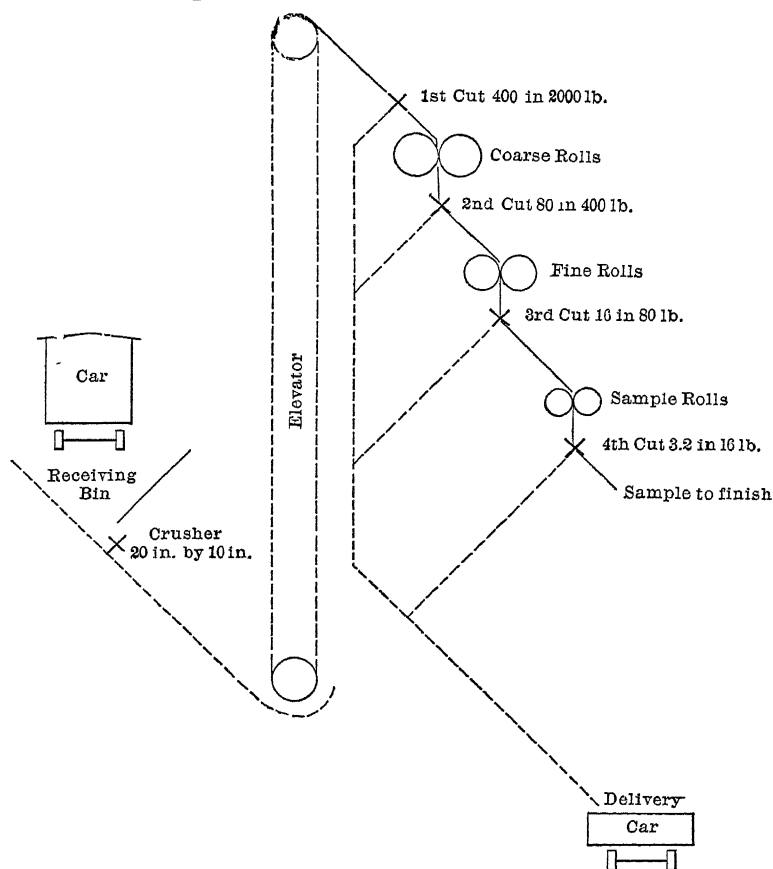 1st Cut 400 in 2000 lb.
Coarse Rolls
2nd Cut 80 in 400 lb.
Fine Rolls
3rd Cut 16 in 80 lb.
Car
Elevator
Sample Rolls
4th Cut 3.2 in 16 lb.
Receiving
Bin
Sample to finish
Crusher
20 in. by 10 in.
Delivery
Car